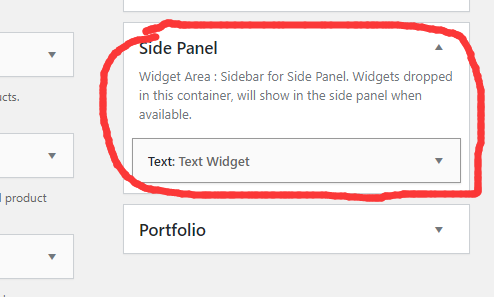 Side Panel
Widget Area : Sidebar for Side Panel. Widgets dropped
in this container, will show in the side panel when
cts.
available.
Text: Text Widget
product
Portfolio